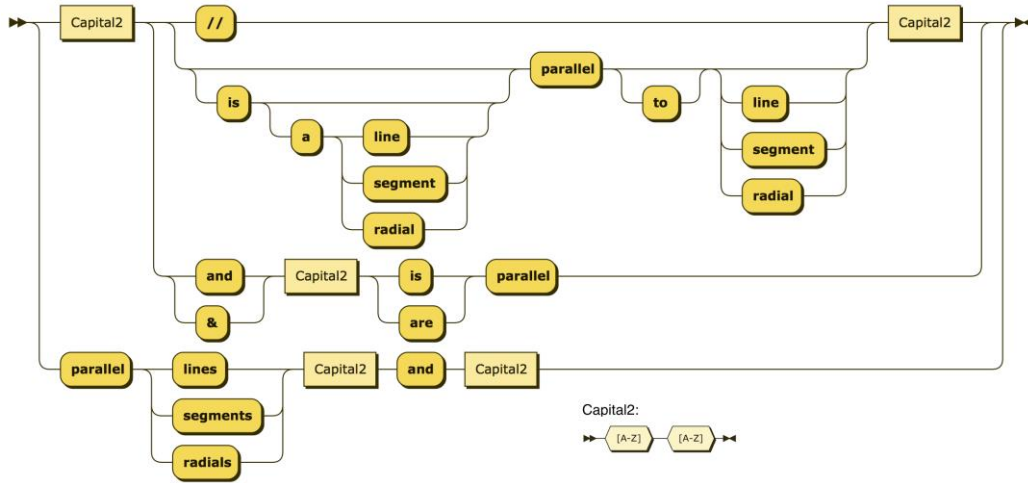 Capital2 // Capital2
parallel
is to line
a line segment
segment radial
radial
and Capital2 is parallel
& are
parallel lines Capital2 and Capital2
segments
radials
Capital2:
[A-Z] [A-Z]